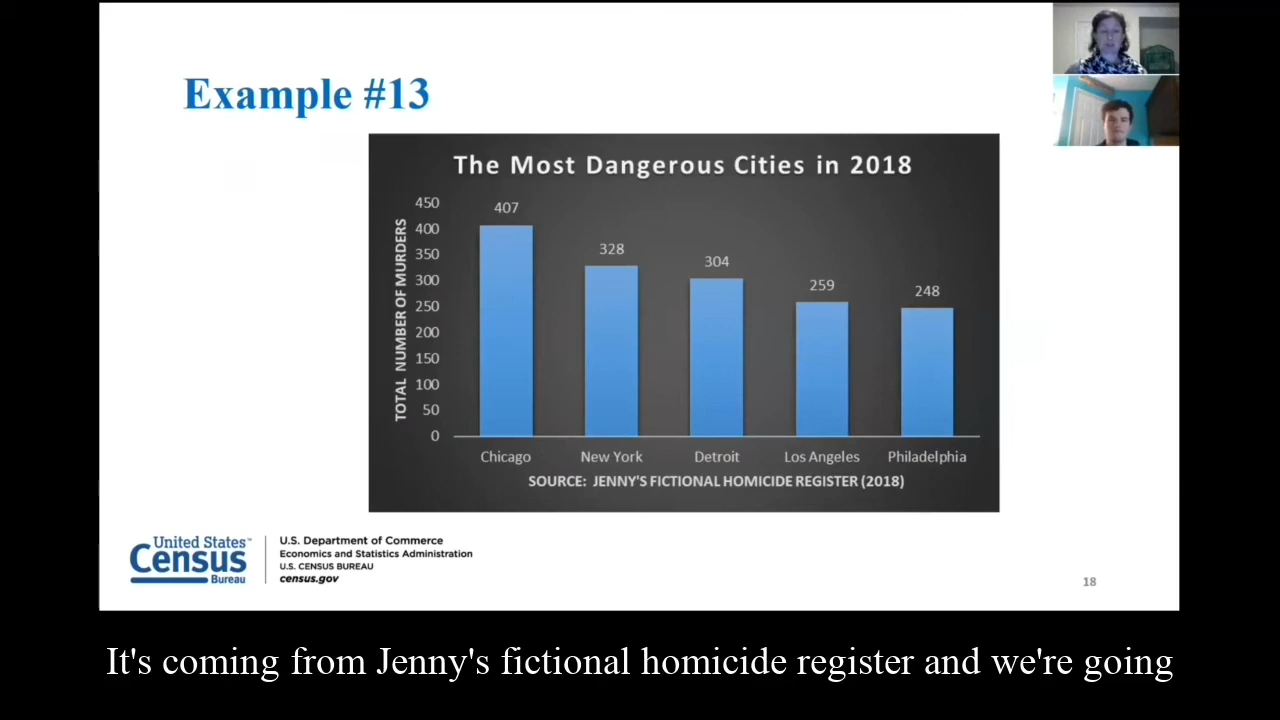 Example #13
The Most Dangerous Cities in 2018
TOTAL NUMBER OF MURDERS
450
400
350
300
250
200
150
100
50
0
407
328
304
259
248
Chicago
New York
Detroit
Los Angeles
Philadelphia
SOURCE: JENNY'S FICTIONAL HOMICIDE REGISTER (2018)
United States™
Census
Bureau
U.S. Department of Commerce
Economics and Statistics Administration
U.S. CENSUS BUREAU
census.gov
18
It's coming from Jenny's fictional homicide register and we're going